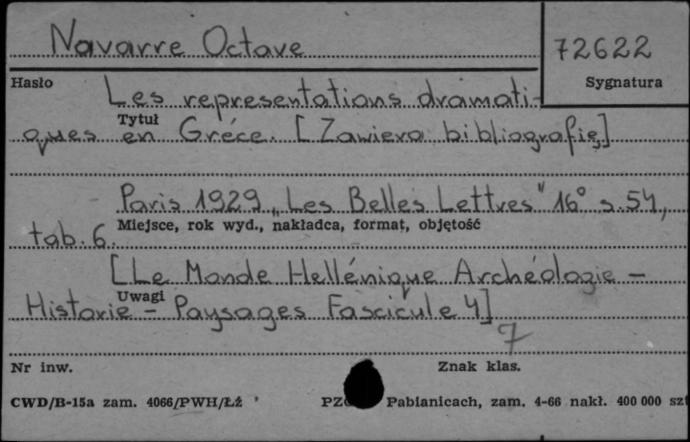 Navarre Octave
72622
Hasło
Sygnatura
Les representations dramati-
Tytuł
ques en Gréce. [Zawiera bibliografię]
Paris 1929 „Les Belles Lettres" 16° s. 54,
Miejsce, rok wyd., nakładca, format, objętość
tab. 6.
[Le Monde Hellénique Archéologie –
Uwagi
Historie – Paysages Fascicule 4]
7
Nr inw.
Znak klas.
CWD/B-15a zam. 4066/PWH/ŁŹ
Pabianicach, zam. 4-66 nakł. 400 000 szt